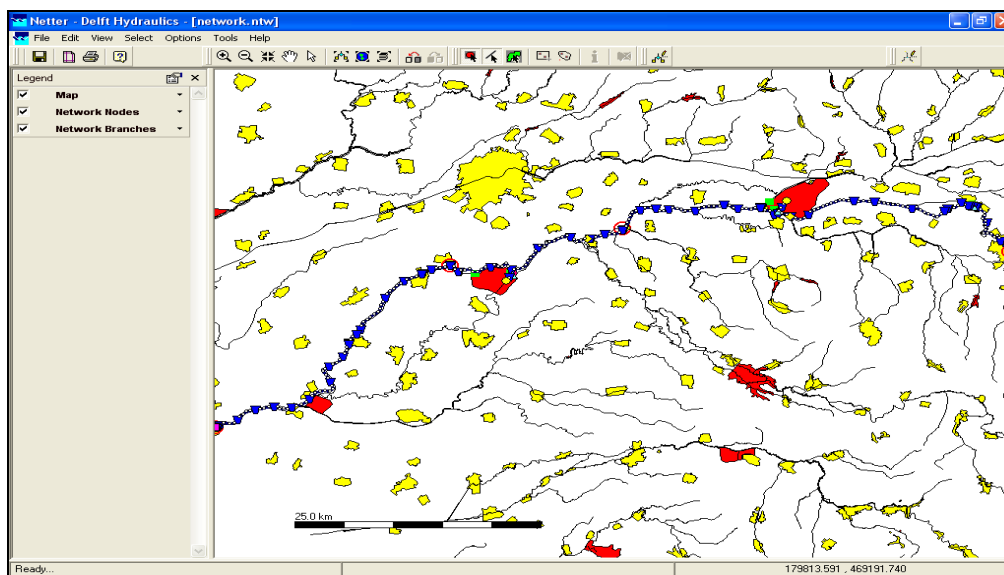 Netter - Delft Hydraulics - [network.ntw]
File Edit View Select Options Tools Help
Legend
Map
Network Nodes
Network Branches
25.0 km
Ready...
179813.591 , 469191.740